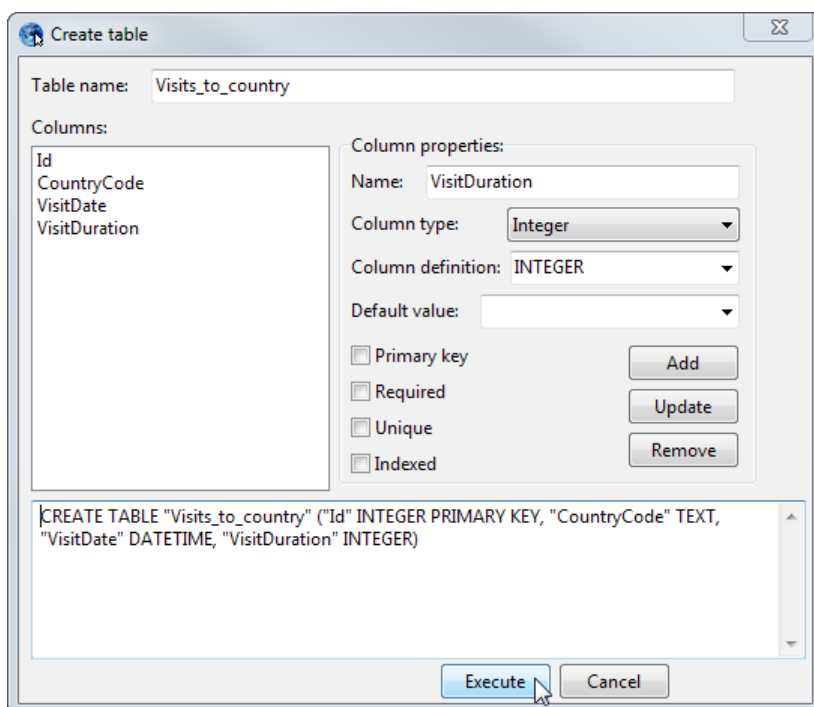 Create table
Table name: Visits_to_country
Columns:
Id
CountryCode
VisitDate
VisitDuration
Column properties:
Name: VisitDuration
Column type: Integer
Column definition: INTEGER
Default value:
Primary key
Required
Unique
Indexed
Add
Update
Remove
CREATE TABLE "Visits_to_country" ("Id" INTEGER PRIMARY KEY, "CountryCode" TEXT,
"VisitDate" DATETIME, "VisitDuration" INTEGER)
Execute Cancel